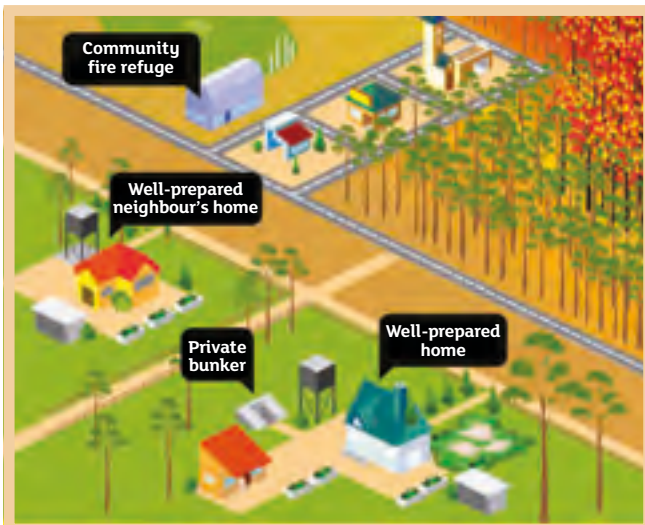 Community
fire refuge
Well-prepared
neighbour's home
Private
bunker
Well-prepared
home